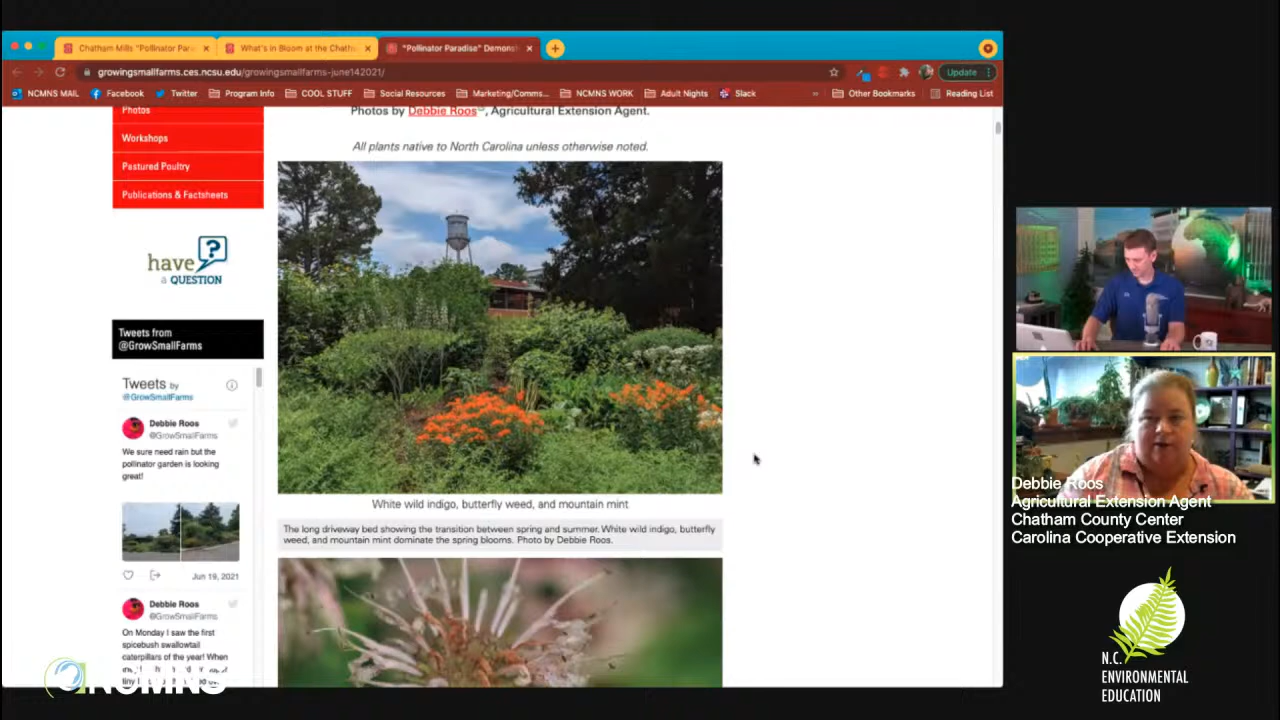 Chatham Mills "Pollinator Para
What's in Bloom at the Chath
"Pollinator Paradise" Demons
growingsmallfarms.ces.ncsu.edu/growingsmallfarms-june142021/
Update
NCMNS MAIL
Facebook
Twitter
Program Info
COOL STUFF
Social Resources
Marketing/Comms...
NCMNS WORK
Adult Nights
Slack
Other Bookmarks
Reading List
Photos
Workshops
Pastured Poultry
Publications & Factsheets
have
a QUESTION
?
Tweets from
@GrowSmallFarms
Tweets by
@GrowSmallFarms
Debbie Roos
@GrowSmallFarms
We sure need rain but the
pollinator garden is looking
great!
Jun 19, 2021
Debbie Roos
@GrowSmallFarms
On Monday I saw the first
spicebush swallowtail
caterpillars of the year! When
Photos by Debbie Roos, Agricultural Extension Agent.
All plants native to North Carolina unless otherwise noted.
White wild indigo, butterfly weed, and mountain mint
The long driveway bed showing the transition between spring and summer. White wild indigo, butterfly
weed, and mountain mint dominate the spring blooms. Photo by Debbie Roos.
NCMNS
Debbie Roos
Agricultural Extension Agent
Chatham County Center
Carolina Cooperative Extension
N.C.
ENVIRONMENTAL
EDUCATION